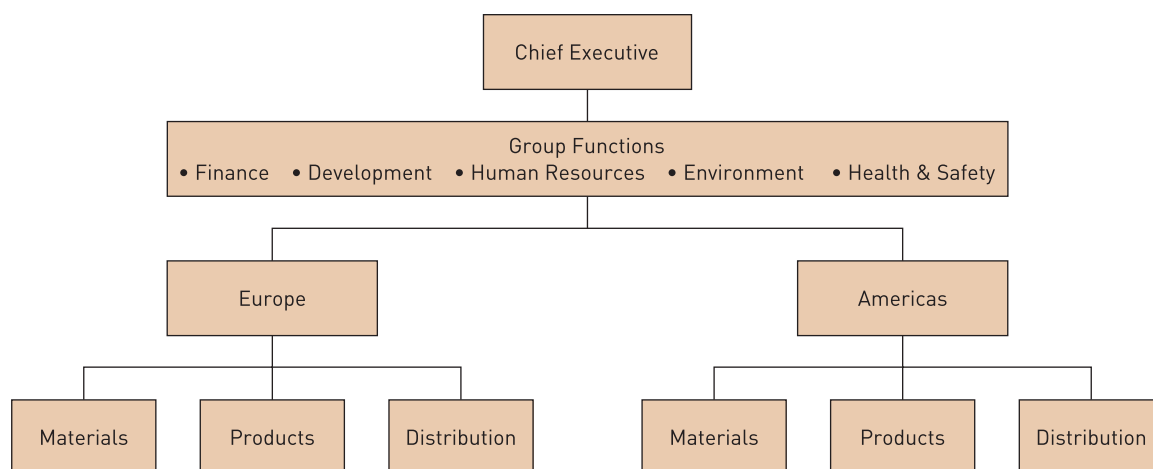 Chief Executive
Group Functions
• Finance • Development • Human Resources • Environment • Health & Safety
Europe
Americas
Materials
Products
Distribution
Materials
Products
Distribution